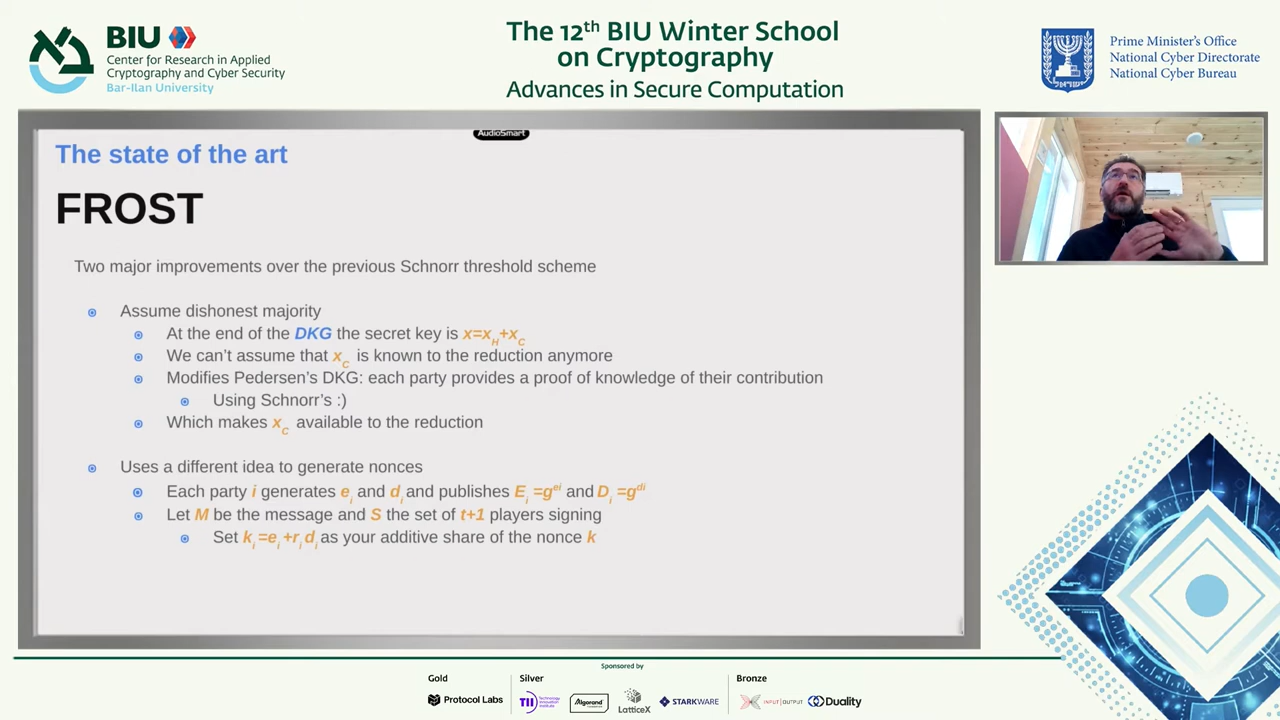 BIU
Center for Research in Applied
Cryptography and Cyber Security
Bar-Ilan University
The 12th BIU Winter School
on Cryptography
Advances in Secure Computation
Prime Minister's Office
National Cyber Directorate
National Cyber Bureau
AudioSmart
The state of the art
FROST
Two major improvements over the previous Schnorr threshold scheme
Assume dishonest majority
At the end of the DKG the secret key is x=x_H+x_C
We can't assume that x_C is known to the reduction anymore
Modifies Pedersen's DKG: each party provides a proof of knowledge of their contribution
Using Schnorr's :)
Which makes x_C available to the reduction
Uses a different idea to generate nonces
Each party i generates e_i and d_i and publishes E_i =g^ei and D_i =g^di
Let M be the message and S the set of t+1 players signing
Set k_i =e_i +r_i d_i as your additive share of the nonce k
Sponsored by
Gold
Silver
Bronze
Protocol Labs
TII Technology Innovation Institute
Algorand
LatticeX
STARKWARE
INPUT|OUTPUT
Duality